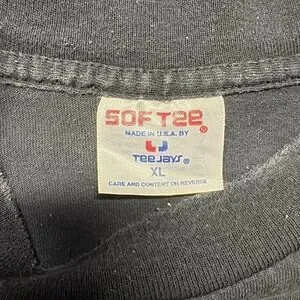 SOFTEE®
MADE IN U.S.A. BY
TEEJAYS®
XL
CARE AND CONTENT ON REVERSE